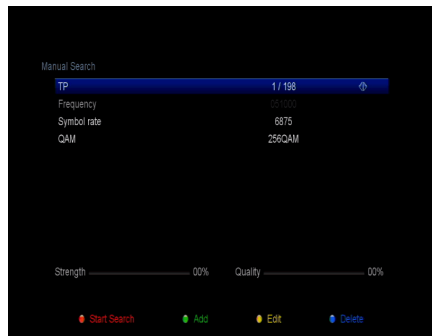 Manual Search
TP 1 / 198
Frequency 051000
Symbol rate 6875
QAM 256QAM
Strength 00% Quality 00%
Start Search Add Edit Delete